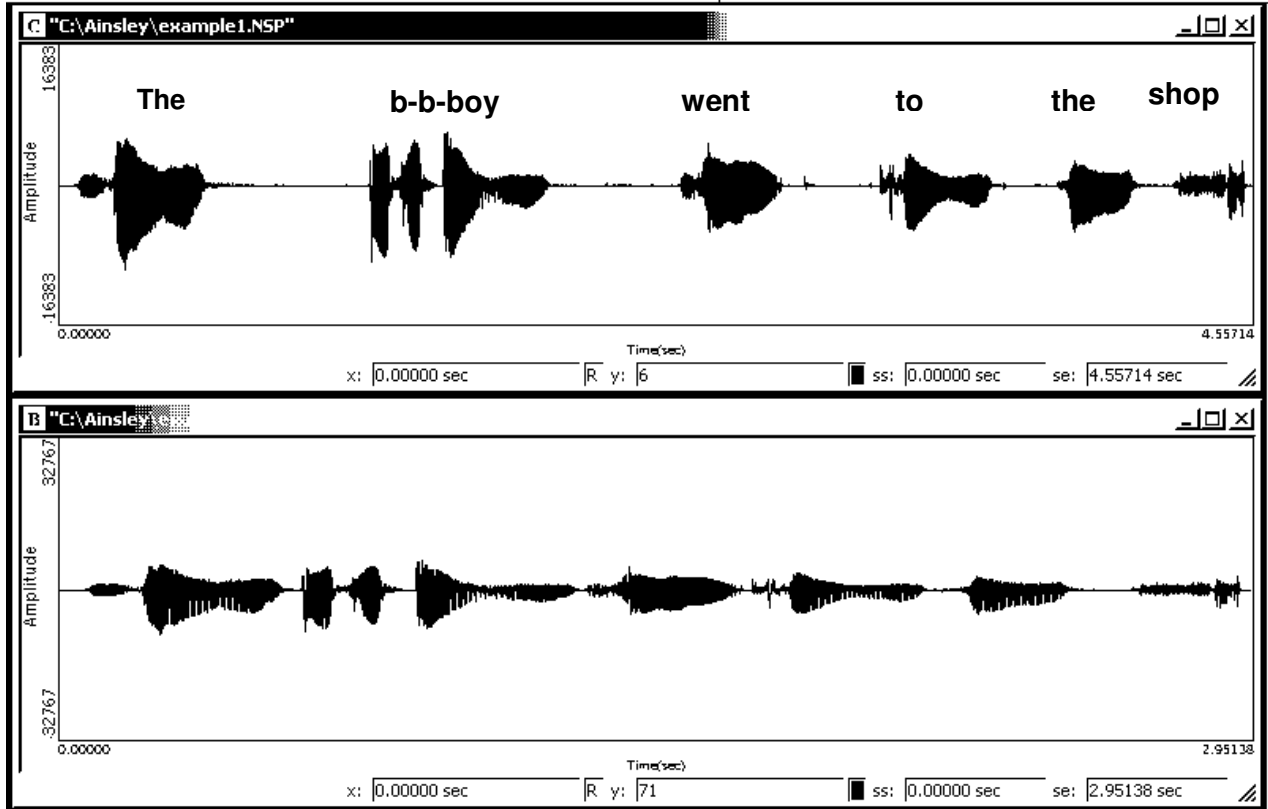 C "C:\Ainsley\example1.NSP"
16383
The b-b-boy went to the shop
Amplitude
-16383
0.00000 4.55714
Time(sec)
x: 0.00000 sec R y: 6 ss: 0.00000 sec se: 4.55714 sec
B "C:\Ainsley\e
32767
Amplitude
-32767
0.00000 2.95138
Time(sec)
x: 0.00000 sec R y: 71 ss: 0.00000 sec se: 2.95138 sec